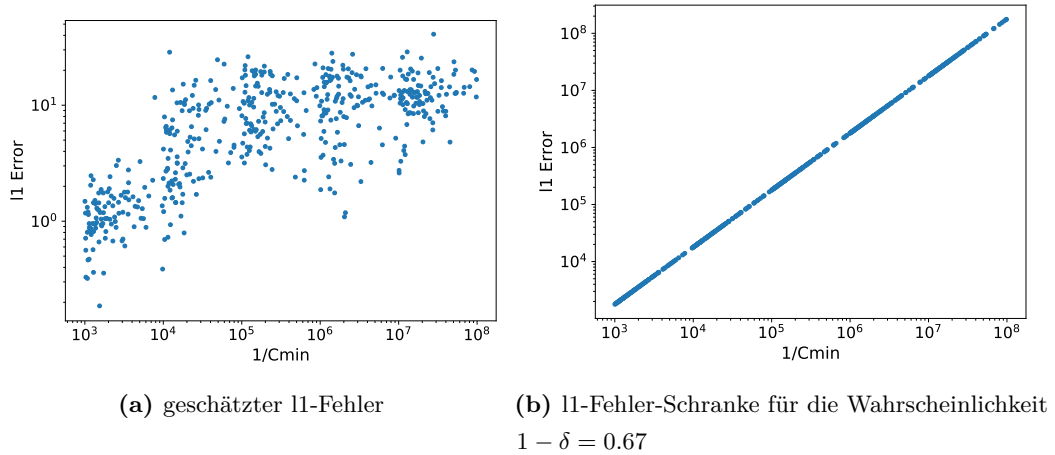 10^1
10^0
l1 Error
10^3 10^4 10^5 10^6 10^7 10^8
1/Cmin
(a) geschätzter l1-Fehler
10^8
10^7
10^6
10^5
10^4
l1 Error
10^3 10^4 10^5 10^6 10^7 10^8
1/Cmin
(b) l1-Fehler-Schranke für die Wahrscheinlichkeit
1 − δ = 0.67